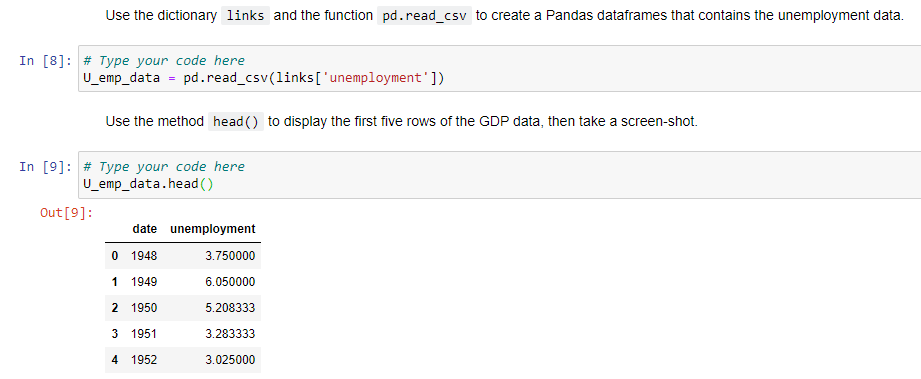 Use the dictionary links and the function pd.read_csv to create a Pandas dataframes that contains the unemployment data.
In [8]: # Type your code here
U_emp_data = pd.read_csv(links['unemployment'])
Use the method head() to display the first five rows of the GDP data, then take a screen-shot.
In [9]: # Type your code here
U_emp_data.head()
Out[9]:
date unemployment
0 1948 3.750000
1 1949 6.050000
2 1950 5.208333
3 1951 3.283333
4 1952 3.025000